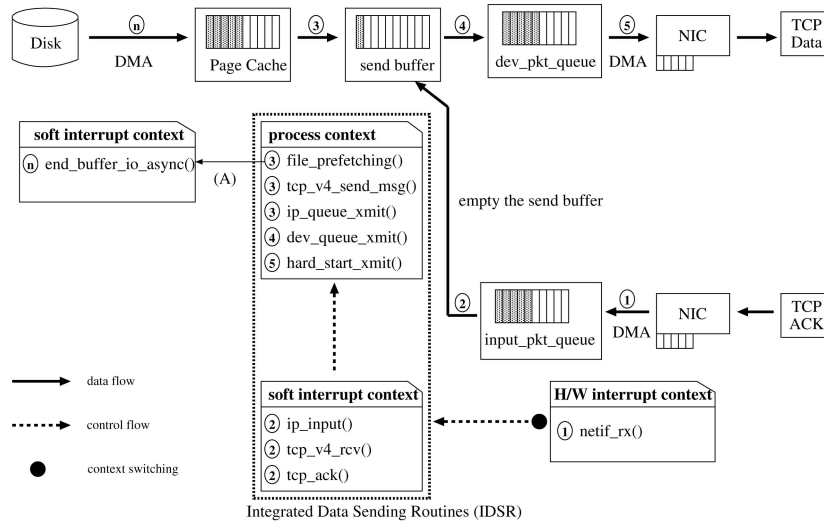 Disk
n
DMA
Page Cache
3
send buffer
4
dev_pkt_queue
5
DMA
NIC
TCP
Data
soft interrupt context
n end_buffer_io_async()
(A)
process context
3 file_prefetching()
3 tcp_v4_send_msg()
3 ip_queue_xmit()
4 dev_queue_xmit()
5 hard_start_xmit()
empty the send buffer
2
input_pkt_queue
1
DMA
NIC
TCP
ACK
data flow
control flow
context switching
soft interrupt context
2 ip_input()
2 tcp_v4_rcv()
2 tcp_ack()
H/W interrupt context
1 netif_rx()
Integrated Data Sending Routines (IDSR)